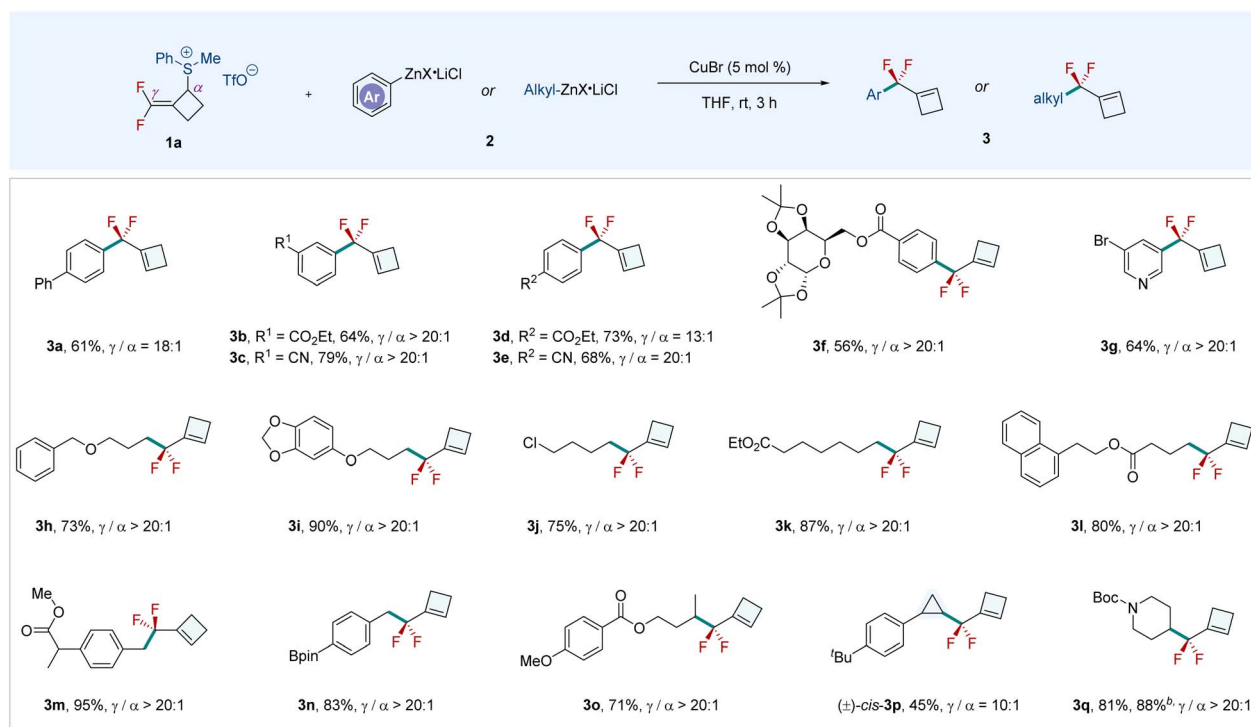 Ph ⊕ Me
S
TfO⊖
F γ α
F
1a
+
Ar ZnX•LiCl
or
Alkyl-ZnX•LiCl
2
CuBr (5 mol %)
THF, rt, 3 h
F F
Ar
or
F F
alkyl
3
F F
Ph
3a, 61%, γ / α = 18:1
R¹ F F
3b, R¹ = CO₂Et, 64%, γ / α > 20:1
3c, R¹ = CN, 79%, γ / α > 20:1
F F
R²
3d, R² = CO₂Et, 73%, γ / α = 13:1
3e, R² = CN, 68%, γ / α = 20:1
O O O O O O O
F F
3f, 56%, γ / α > 20:1
Br F F
N
3g, 64%, γ / α > 20:1
O
F F
3h, 73%, γ / α > 20:1
O
O
O
F F
3i, 90%, γ / α > 20:1
Cl
F F
3j, 75%, γ / α > 20:1
EtO₂C
F F
3k, 87%, γ / α > 20:1
O
O
F F
3l, 80%, γ / α > 20:1
Me
O
O
F F
3m, 95%, γ / α > 20:1
Bpin
F F
3n, 83%, γ / α > 20:1
O Me
O
MeO
F F
3o, 71%, γ / α > 20:1
ᵗBu
F F
(±)-cis-3p, 45%, γ / α = 10:1
Boc
N
F F
3q, 81%, 88%ᵇ, γ / α > 20:1